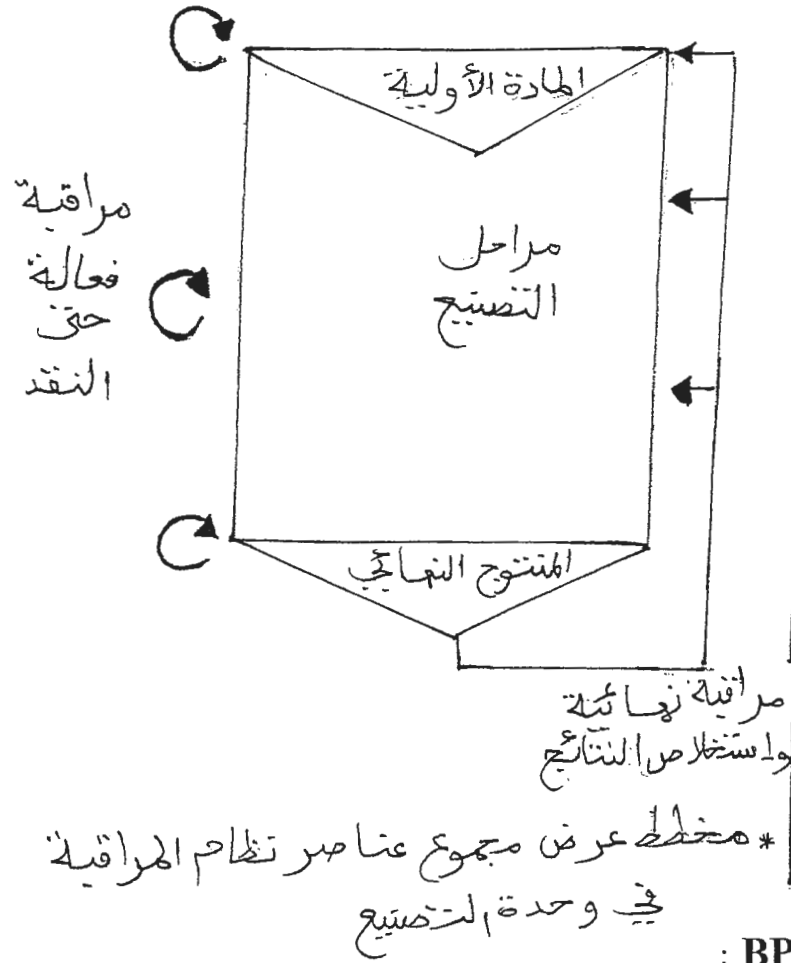 المادة الأولية
مراقبة
فعالة
حتى
النقد
مراحل
التصنيع
المنتوج النهائي
مراقبة نهائية
واستخلاص النتائج
* مخطط عرض مجموع عناصر نظام المراقبة
في وحدة التصنيع
: BP